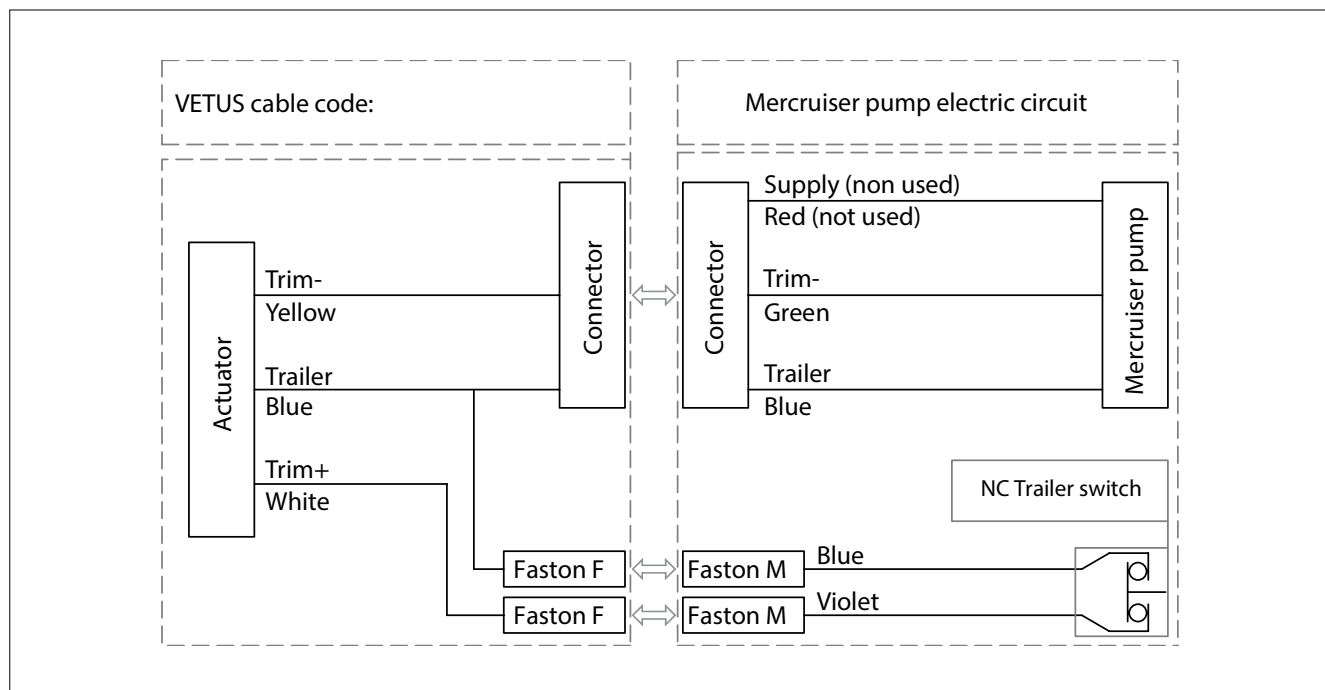 VETUS cable code:
Mercruiser pump electric circuit
Actuator
Trim-
Yellow
Trailer
Blue
Trim+
White
Connector
Faston F
Faston F
Connector
Supply (non used)
Red (not used)
Trim-
Green
Trailer
Blue
Mercruiser pump
NC Trailer switch
Faston M
Blue
Faston M
Violet